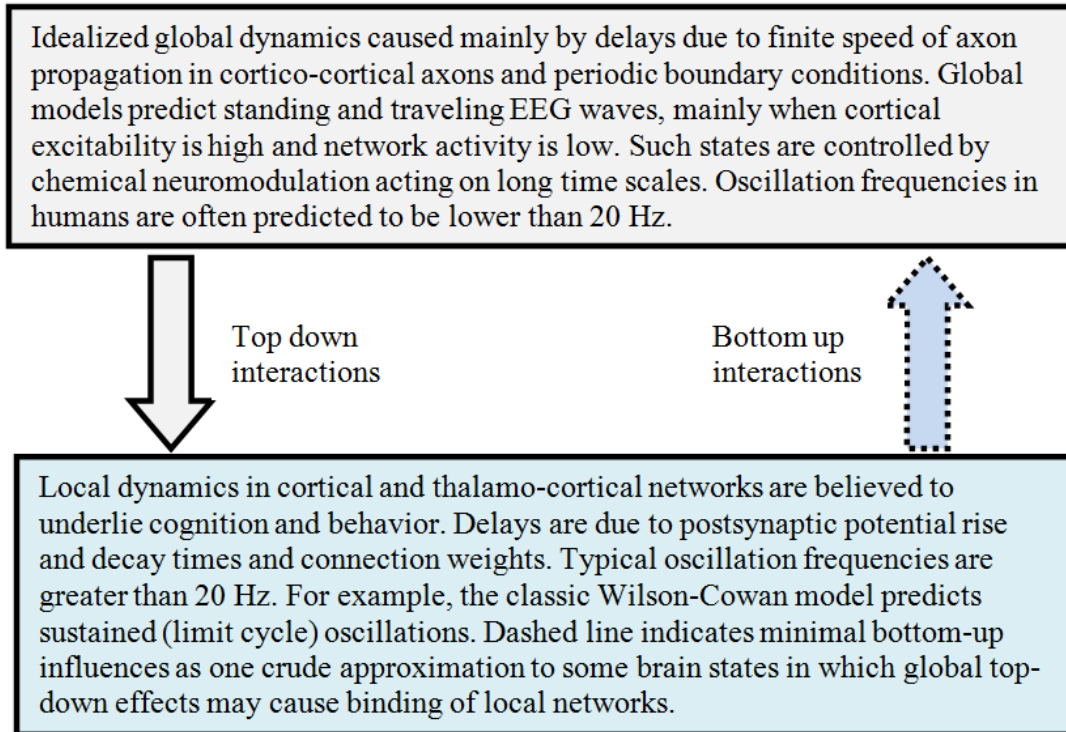 Idealized global dynamics caused mainly by delays due to finite speed of axon
propagation in cortico-cortical axons and periodic boundary conditions. Global
models predict standing and traveling EEG waves, mainly when cortical
excitability is high and network activity is low. Such states are controlled by
chemical neuromodulation acting on long time scales. Oscillation frequencies in
humans are often predicted to be lower than 20 Hz.
Top down
interactions
Bottom up
interactions
Local dynamics in cortical and thalamo-cortical networks are believed to
underlie cognition and behavior. Delays are due to postsynaptic potential rise
and decay times and connection weights. Typical oscillation frequencies are
greater than 20 Hz. For example, the classic Wilson-Cowan model predicts
sustained (limit cycle) oscillations. Dashed line indicates minimal bottom-up
influences as one crude approximation to some brain states in which global top-
down effects may cause binding of local networks.